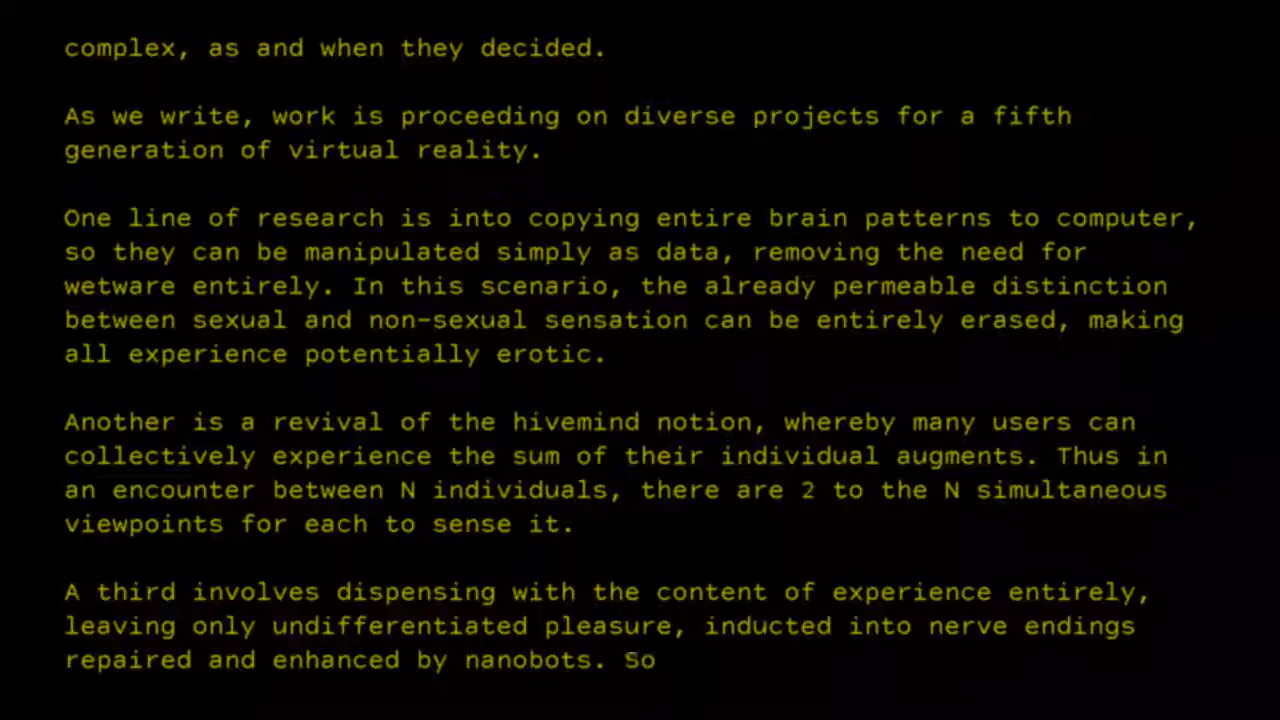 complex, as and when they decided.
As we write, work is proceeding on diverse projects for a fifth
generation of virtual reality.
One line of research is into copying entire brain patterns to computer,
so they can be manipulated simply as data, removing the need for
wetware entirely. In this scenario, the already permeable distinction
between sexual and non-sexual sensation can be entirely erased, making
all experience potentially erotic.
Another is a revival of the hivemind notion, whereby many users can
collectively experience the sum of their individual augments. Thus in
an encounter between N individuals, there are 2 to the N simultaneous
viewpoints for each to sense it.
A third involves dispensing with the content of experience entirely,
leaving only undifferentiated pleasure, inducted into nerve endings
repaired and enhanced by nanobots. So